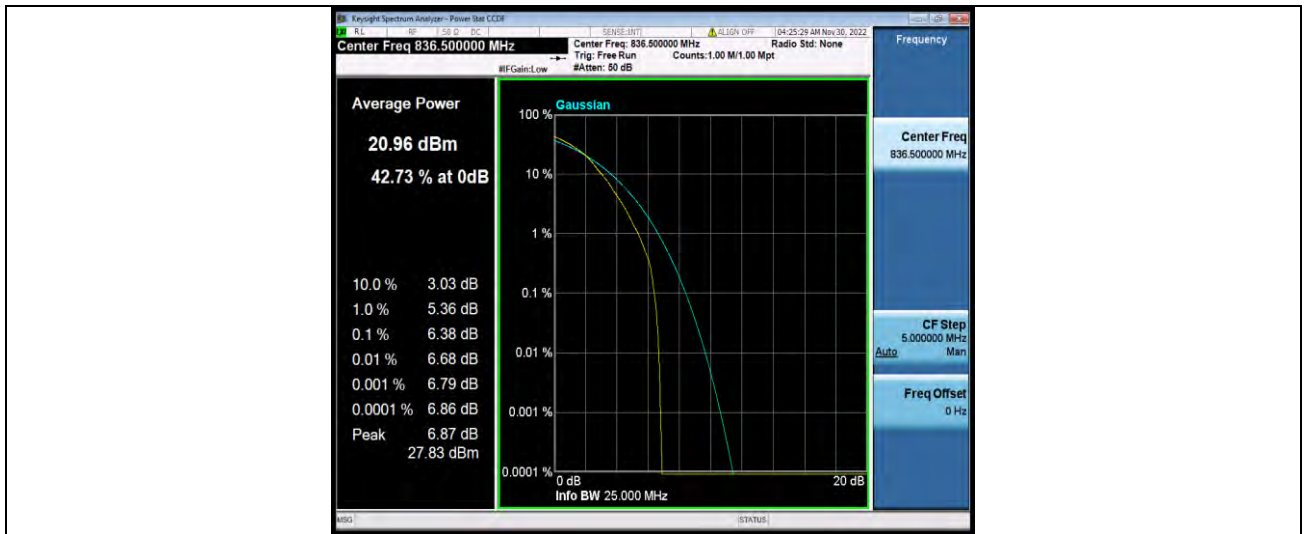 Keysight Spectrum Analyzer - Power Stat CCDF
RL RF 50 Ω DC SENSE:INT ALIGN OFF 04:25:29 AM Nov 30, 2022
Center Freq 836.500000 MHz
Center Freq: 836.500000 MHz Radio Std: None
Trig: Free Run Counts:1.00 M/1.00 Mpt
#IFGain:Low #Atten: 50 dB
Frequency
Average Power
20.96 dBm
42.73 % at 0dB
10.0 % 3.03 dB
1.0 % 5.36 dB
0.1 % 6.38 dB
0.01 % 6.68 dB
0.001 % 6.79 dB
0.0001 % 6.86 dB
Peak 6.87 dB
27.83 dBm
Gaussian
100 %
10 %
1 %
0.1 %
0.01 %
0.001 %
0.0001 %
0 dB 20 dB
Info BW 25.000 MHz
Center Freq
836.500000 MHz
CF Step
5.000000 MHz
Auto Man
Freq Offset
0 Hz
MSG STATUS